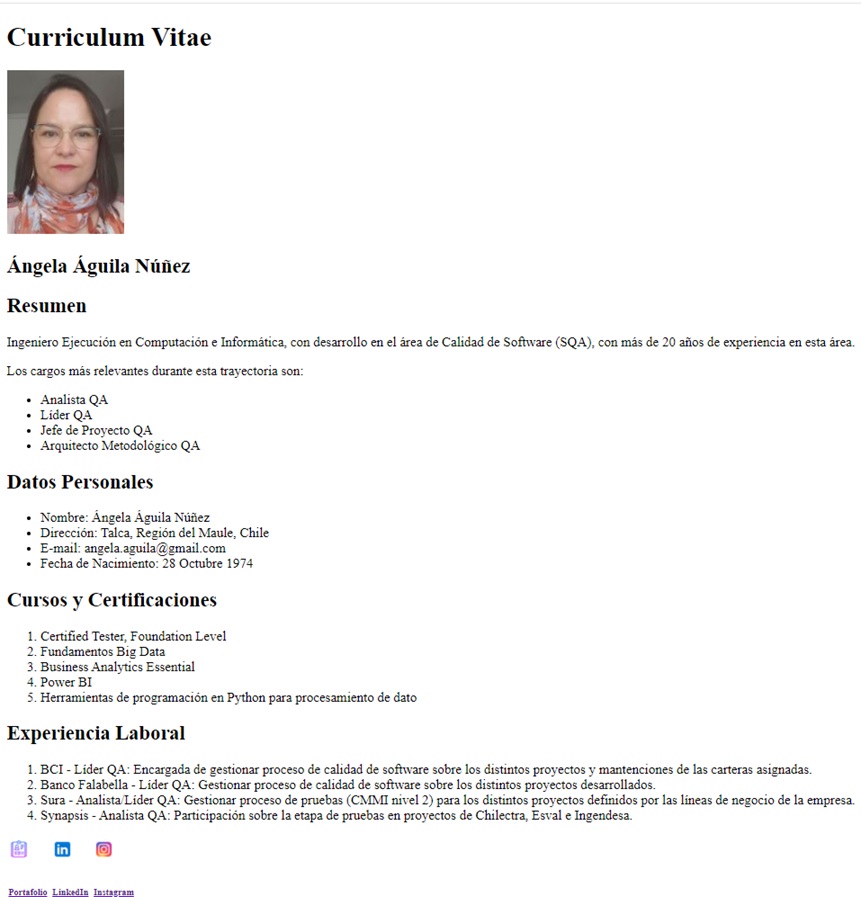 Curriculum Vitae
Ángela Águila Núñez
Resumen
Ingeniero Ejecución en Computación e Informática, con desarrollo en el área de Calidad de Software (SQA), con más de 20 años de experiencia en esta área.
Los cargos más relevantes durante esta trayectoria son:
• Analista QA
• Líder QA
• Jefe de Proyecto QA
• Arquitecto Metodológico QA
Datos Personales
• Nombre: Ángela Águila Núñez
• Dirección: Talca, Región del Maule, Chile
• E-mail: angela.aguila@gmail.com
• Fecha de Nacimiento: 28 Octubre 1974
Cursos y Certificaciones
1. Certified Tester, Foundation Level
2. Fundamentos Big Data
3. Business Analytics Essential
4. Power BI
5. Herramientas de programación en Python para procesamiento de dato
Experiencia Laboral
1. BCI - Líder QA: Encargada de gestionar proceso de calidad de software sobre los distintos proyectos y mantenciones de las carteras asignadas.
2. Banco Falabella - Líder QA: Gestionar proceso de calidad de software sobre los distintos proyectos desarrollados.
3. Sura - Analista/Líder QA: Gestionar proceso de pruebas (CMMI nivel 2) para los distintos proyectos definidos por las líneas de negocio de la empresa.
4. Synapsis - Analista QA: Participación sobre la etapa de pruebas en proyectos de Chilectra, Esval e Ingendesa.
in
Portafolio LinkedIn Instagram